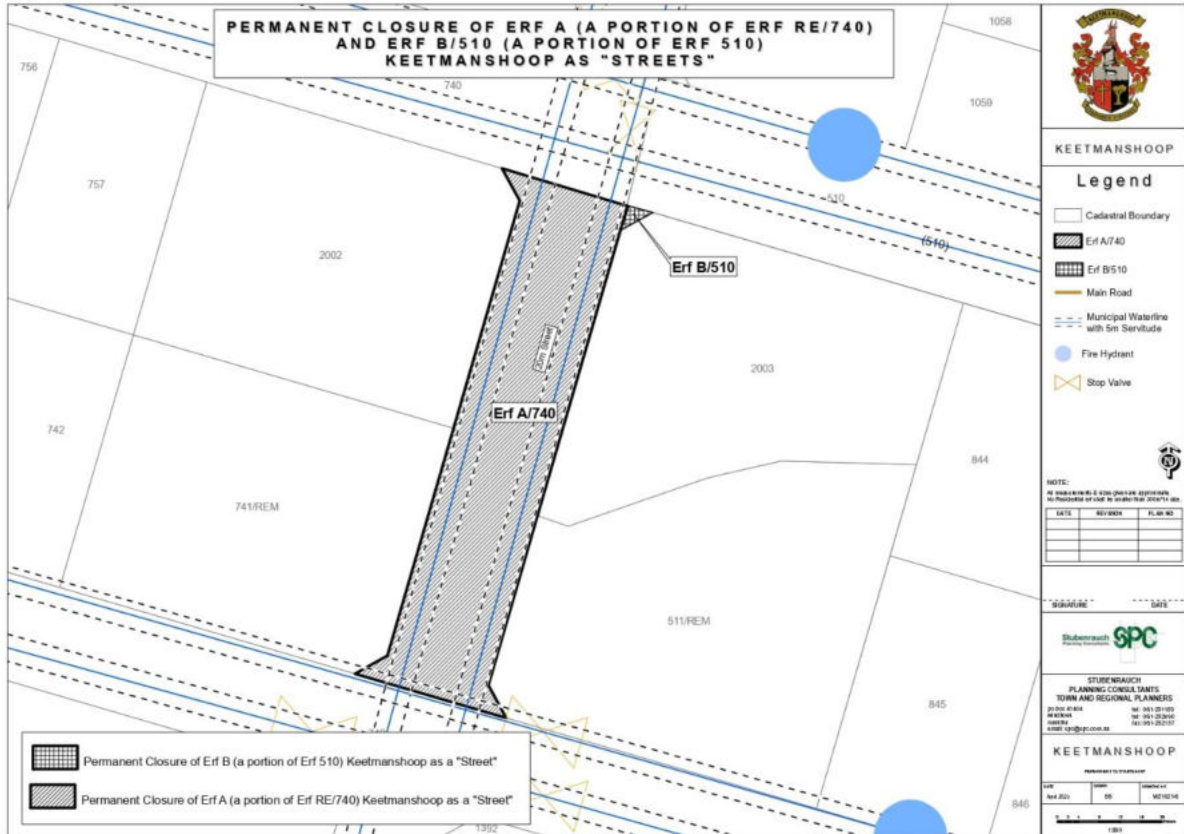 PERMANENT CLOSURE OF ERF A (A PORTION OF ERF RE/740)
AND ERF B/510 (A PORTION OF ERF 510)
KEETMANSHOOP AS "STREETS"
1058
756
740
1059
757
510
(510)
2002
Erf B/510
20m Street
2003
Erf A/740
742
844
741/REM
511/REM
845
846
1392
Permanent Closure of Erf B (a portion of Erf 510) Keetmanshoop as a "Street"
Permanent Closure of Erf A (a portion of Erf RE/740) Keetmanshoop as a "Street"
KEETMANSHOOP
KEETMANSHOOP
Legend
Cadastral Boundary
Erf A/740
Erf B/510
Main Road
Municipal Waterline
with 5m Servitude
Fire Hydrant
Stop Valve
N
NOTE:
DATE REVISION PLAN NO
SIGNATURE DATE
Stubenrauch SPC
Planning Consultants
STUBENRAUCH
PLANNING CONSULTANTS
TOWN AND REGIONAL PLANNERS
KEETMANSHOOP